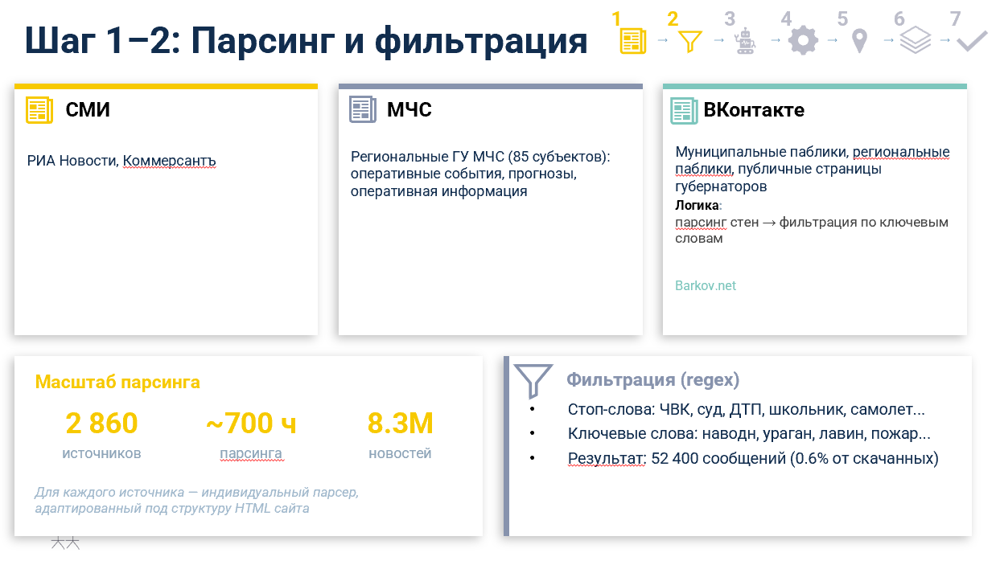 Шаг 1–2: Парсинг и фильтрация
1 → 2 → 3 → 4 → 5 → 6 → 7
СМИ
РИА Новости, Коммерсантъ
МЧС
Региональные ГУ МЧС (85 субъектов):
оперативные события, прогнозы,
оперативная информация
ВКонтакте
Муниципальные паблики, региональные
паблики, публичные страницы
губернаторов
Логика:
парсинг стен → фильтрация по ключевым
словам
Barkov.net
Масштаб парсинга
2 860
источников
~700 ч
парсинга
8.3M
новостей
Для каждого источника — индивидуальный парсер,
адаптированный под структуру HTML сайта
Фильтрация (regex)
• Стоп-слова: ЧВК, суд, ДТП, школьник, самолет...
• Ключевые слова: наводн, ураган, лавин, пожар...
• Результат: 52 400 сообщений (0.6% от скачанных)